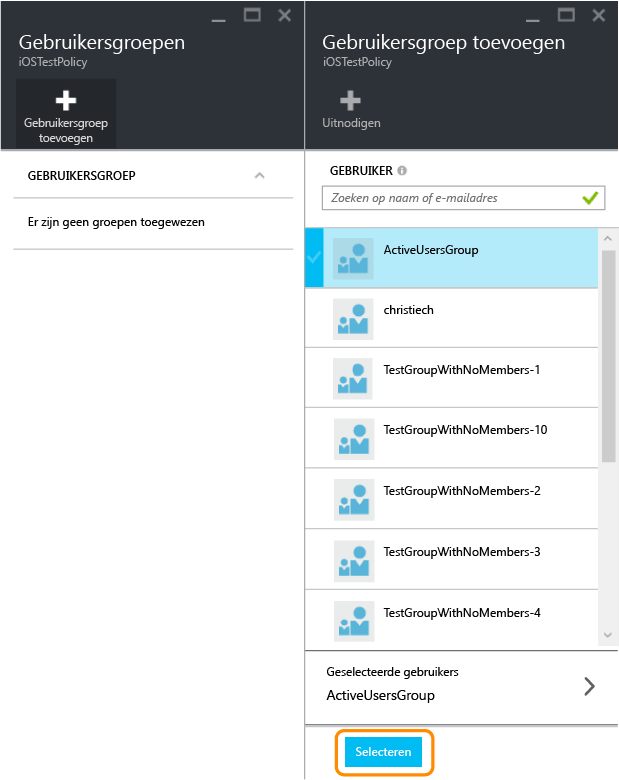 Gebruikersgroepen
iOSTestPolicy
Gebruikersgroep
toevoegen
GEBRUIKERSGROEP
Er zijn geen groepen toegewezen
Gebruikersgroep toevoegen
iOSTestPolicy
Uitnodigen
GEBRUIKER
Zoeken op naam of e-mailadres
ActiveUsersGroup
christiech
TestGroupWithNoMembers-1
TestGroupWithNoMembers-10
TestGroupWithNoMembers-2
TestGroupWithNoMembers-3
TestGroupWithNoMembers-4
Geselecteerde gebruikers
ActiveUsersGroup
Selecteren